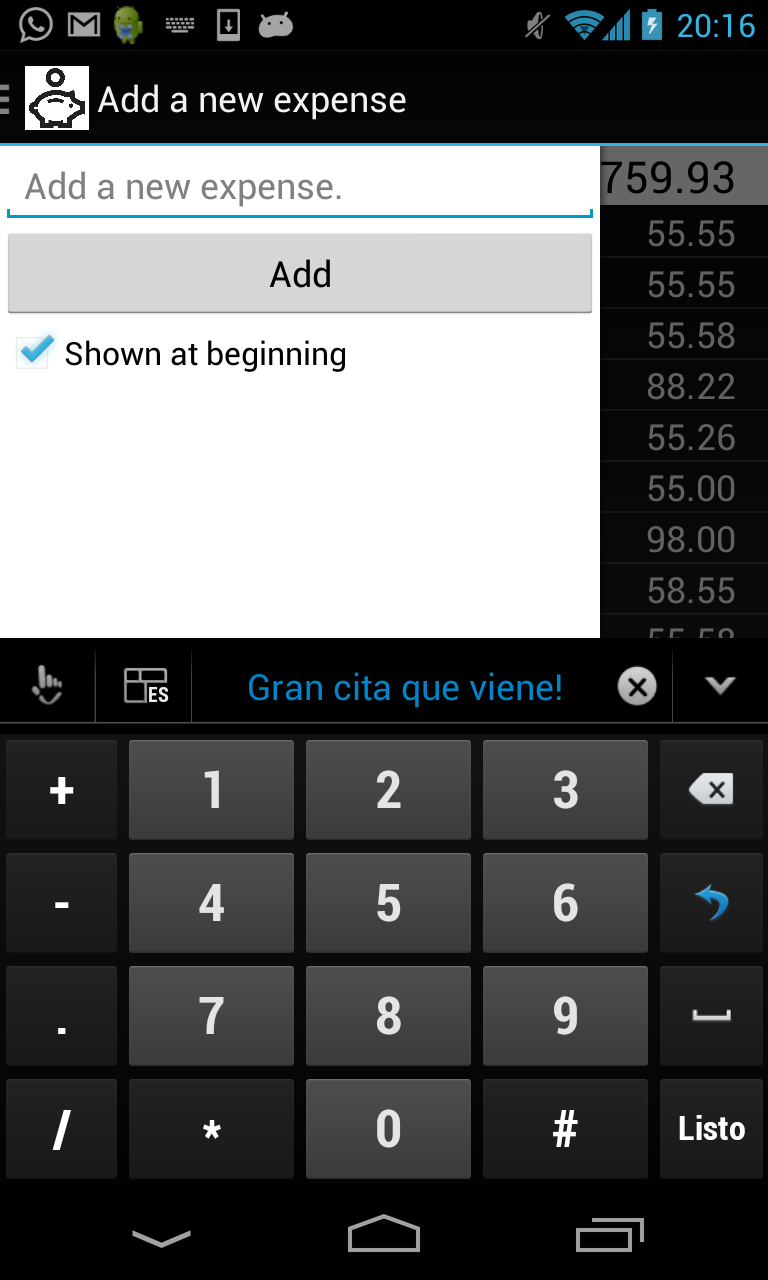 20:16
Add a new expense
Add a new expense.
759.93
Add
55.55
55.55
Shown at beginning
55.58
88.22
55.26
55.00
98.00
58.55
ES
Gran cita que viene!
+ 1 2 3
- 4 5 6
. 7 8 9
/ * 0 # Listo